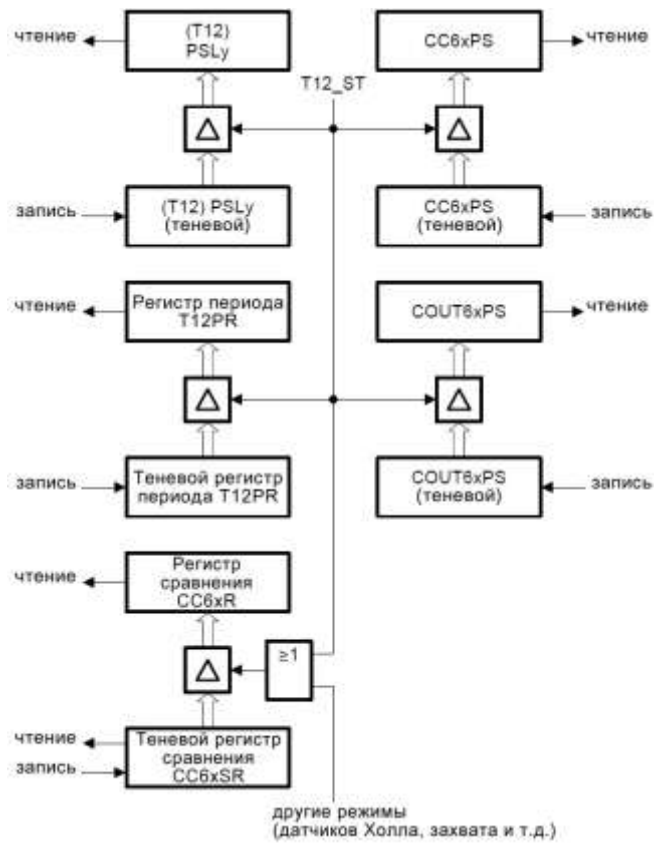 чтение
(T12)
PSLy
CC6xPS
чтение
T12_ST
запись
(T12) PSLy
(теневой)
CC6xPS
(теневой)
запись
чтение
Регистр периода
T12PR
COUT6xPS
чтение
запись
Теневой регистр
периода T12PR
COUT6xPS
(теневой)
запись
чтение
Регистр
сравнения
CC6xR
≥1
чтение
запись
Теневой регистр
сравнения
CC6xSR
другие режимы
(датчиков Холла, захвата и т.д.)